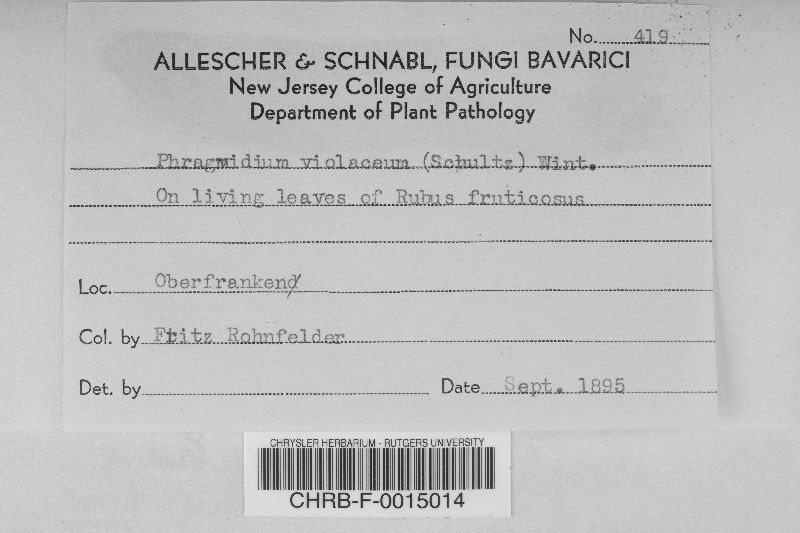 No. 419
ALLESCHER & SCHNABL, FUNGI BAVARICI
New Jersey College of Agriculture
Department of Plant Pathology
Phragmidium violaceum (Schultz) Wint.
On living leaves of Rubus fruticosus
Loc. Oberfranken
Col. by Fritz Rohnfelder
Det. by
Date Sept. 1895
CHRYSLER HERBARIUM - RUTGERS UNIVERSITY
CHRB-F-0015014